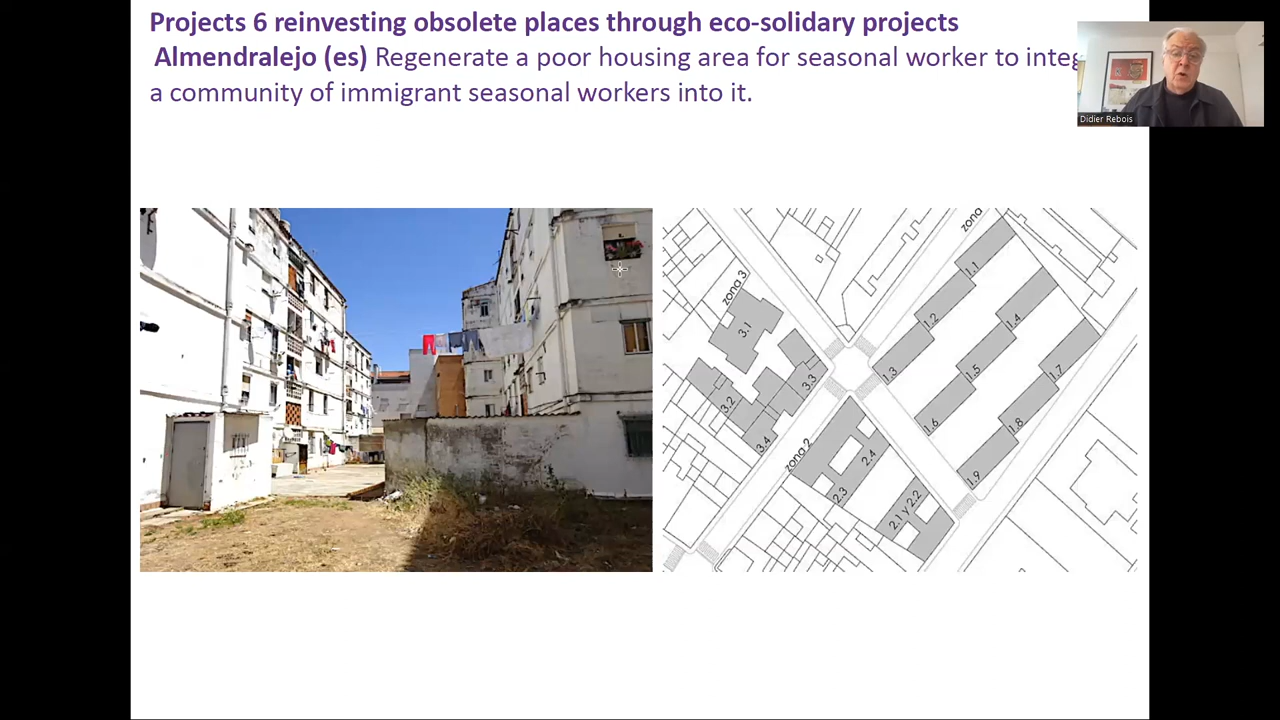 Projects 6 reinvesting obsolete places through eco-solidary projects
Almendralejo (es) Regenerate a poor housing area for seasonal worker to integ
a community of immigrant seasonal workers into it.
Didier Rebois
zona
zona 3
1.1
3.1
1.2
1.4
1.3
1.5
1.7
3.3
3.2
1.6
1.8
3.4
zona 2
2.4
1.9
2.3
2.1 y 2.2